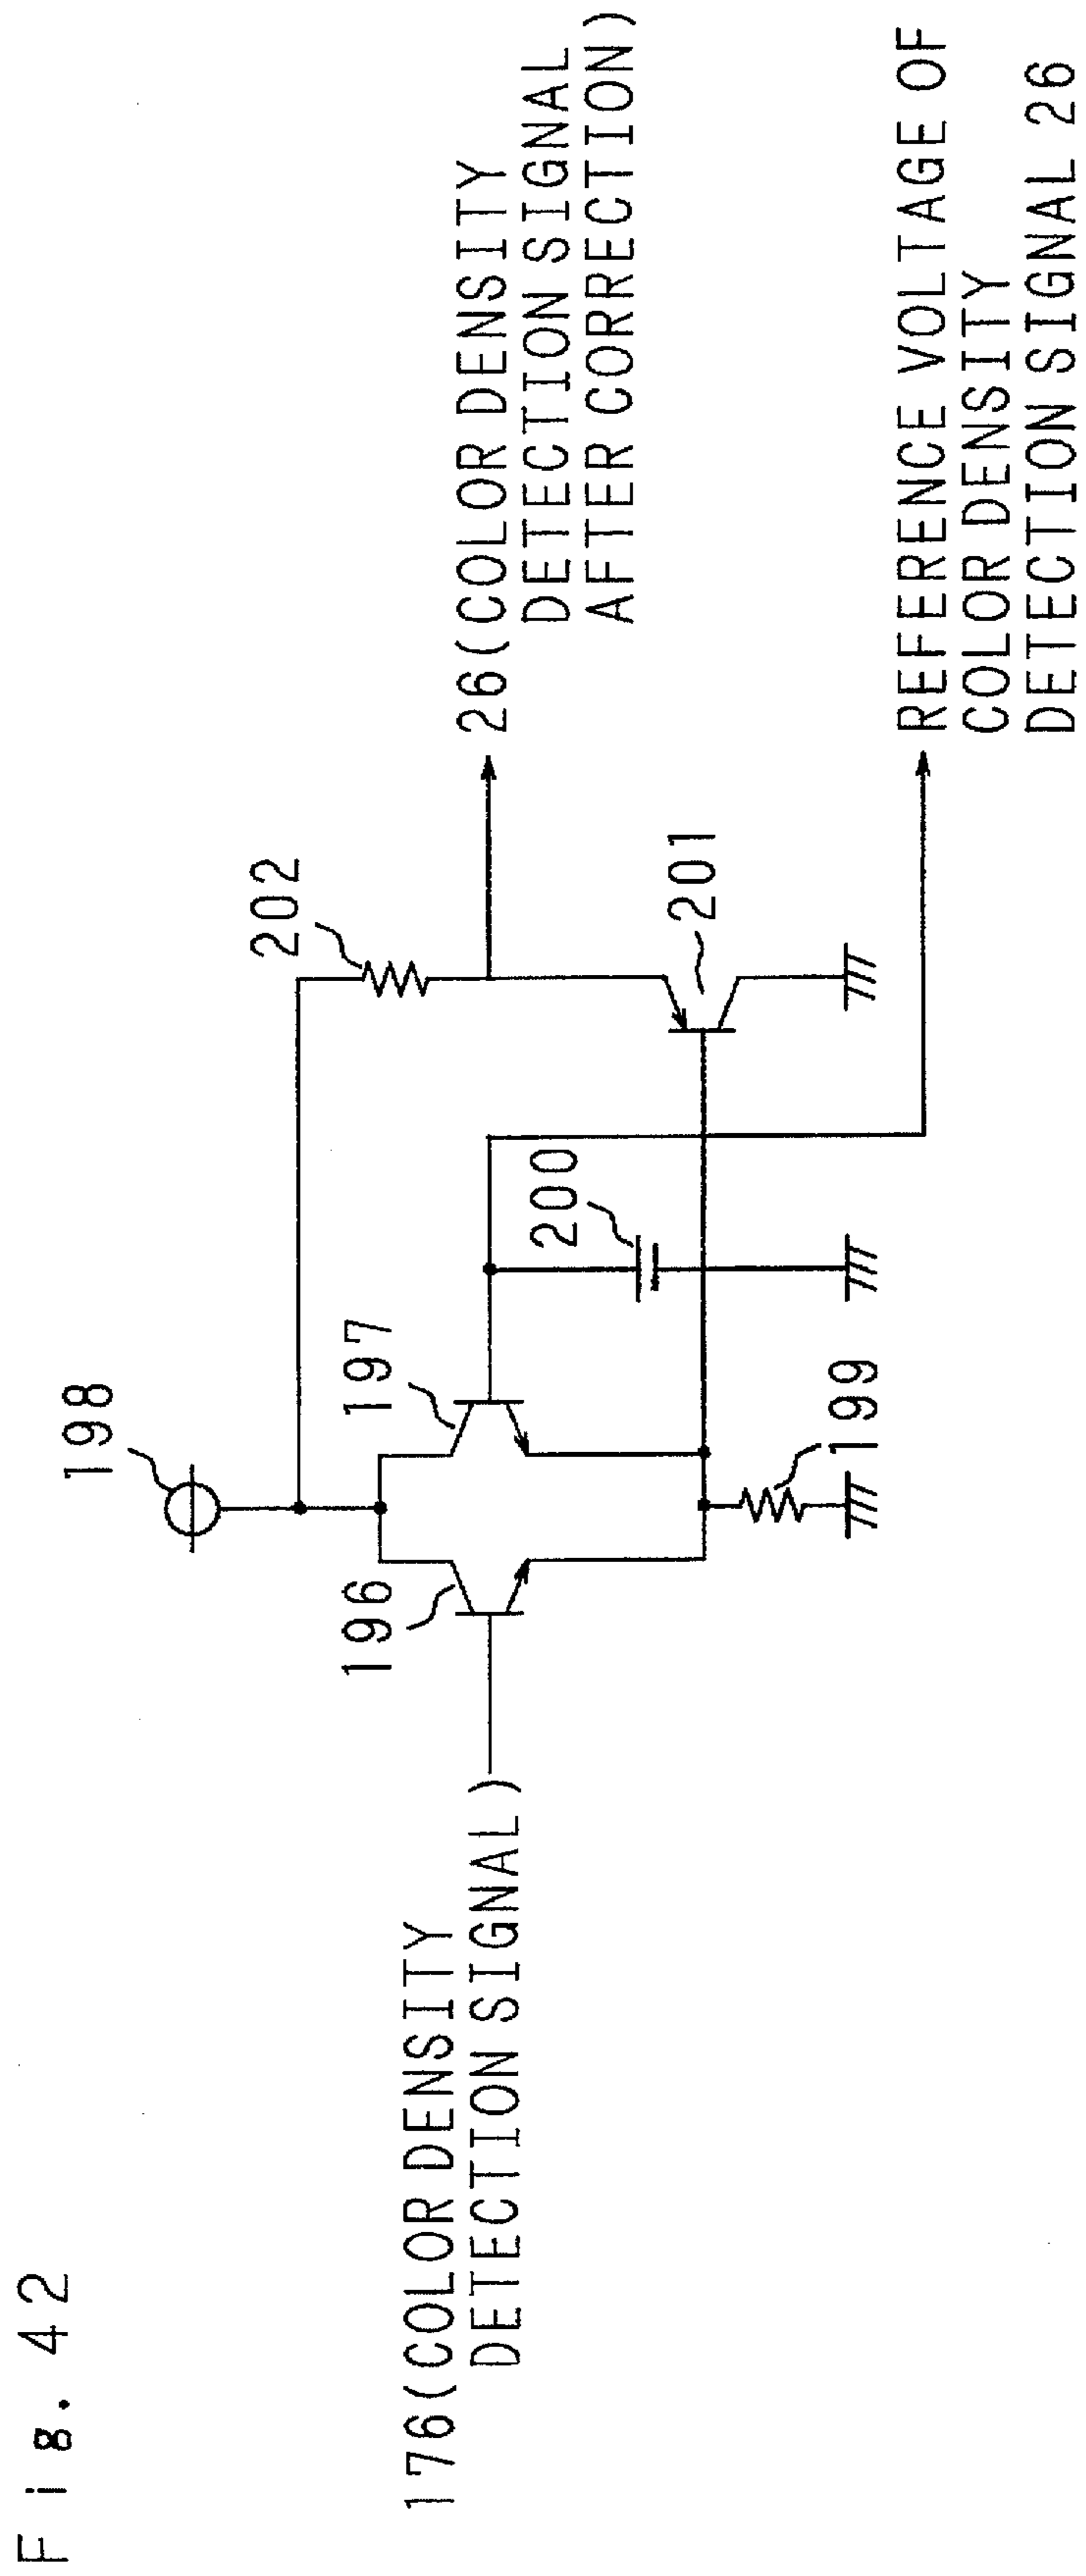 Fig. 42
198
202
196
197
200
201
199
176(COLOR DENSITY
DETECTION SIGNAL)
26(COLOR DENSITY
DETECTION SIGNAL
AFTER CORRECTION)
REFERENCE VOLTAGE OF
COLOR DENSITY
DETECTION SIGNAL 26